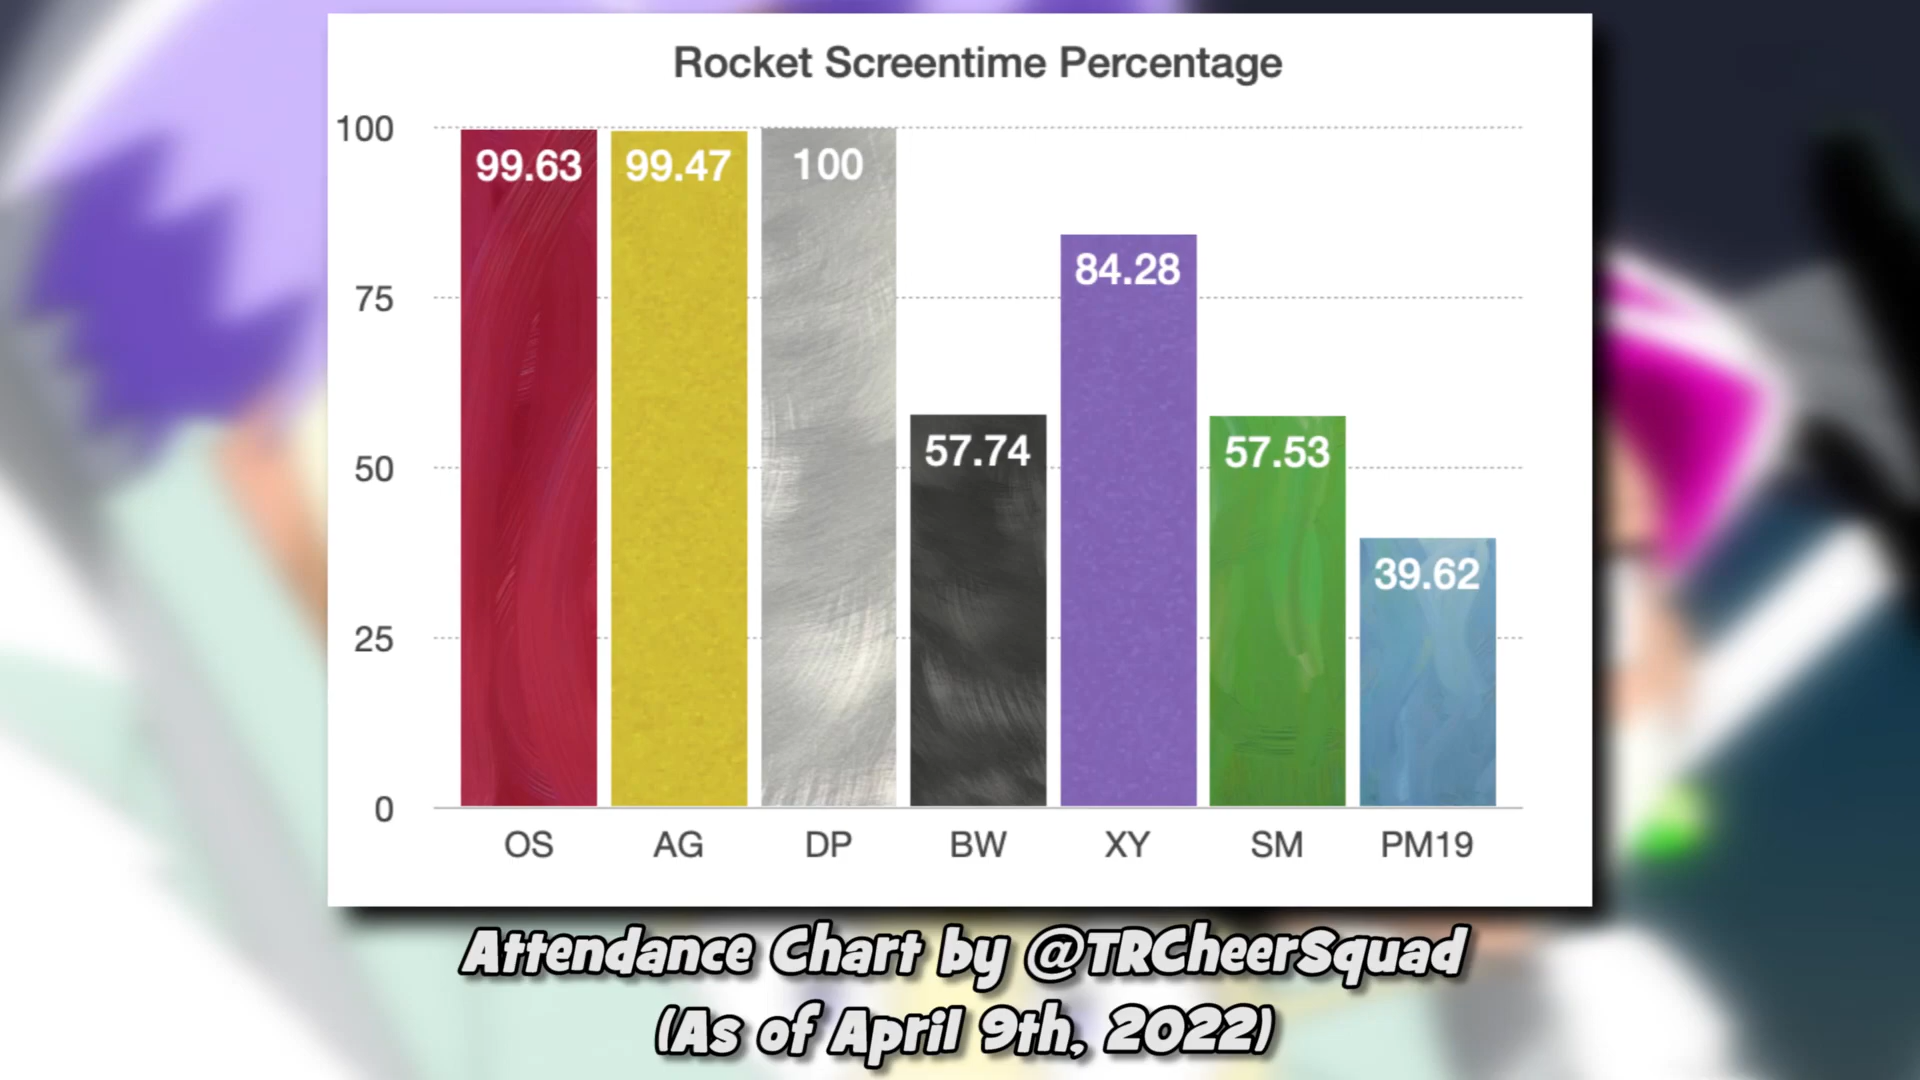 Rocket Screentime Percentage
100
75
50
25
0
99.63
99.47
100
57.74
84.28
57.53
39.62
OS
AG
DP
BW
XY
SM
PM19
Attendance Chart by @TRCheerSquad
(As of April 9th, 2022)